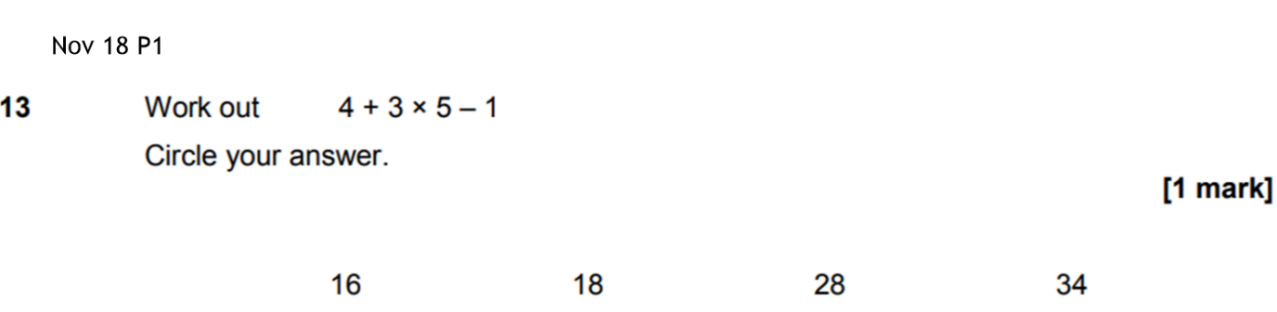 Nov 18 P1
13 Work out 4 + 3 × 5 – 1
Circle your answer.
[1 mark]
16 18 28 34